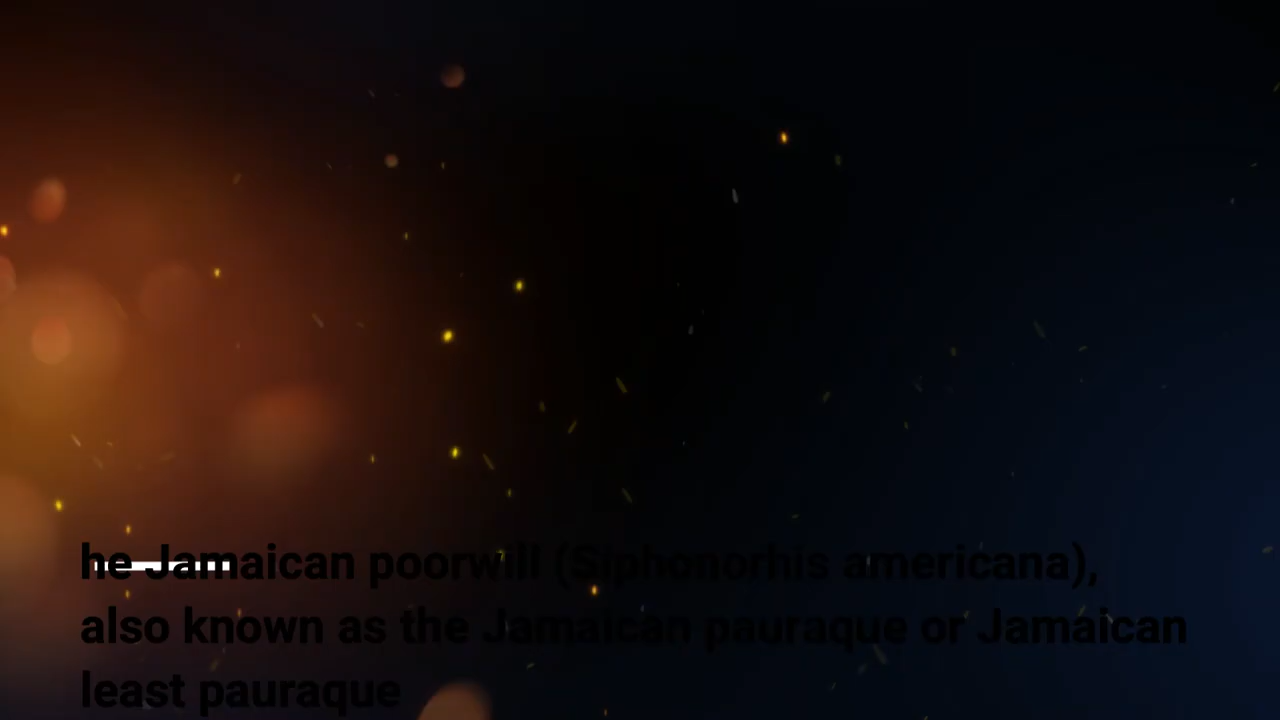 he Jamaican poorwill (Siphonorhis americana),
also known as the Jamaican pauraque or Jamaican
least pauraque